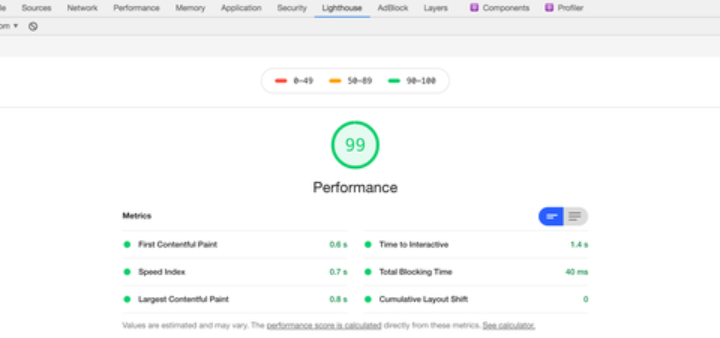 Sources Network Performance Memory Application Security Lighthouse AdBlock Layers Components Profiler
0–49 50–89 90–100
99
Performance
Metrics
First Contentful Paint 0.6 s Time to Interactive 1.4 s
Speed Index 0.7 s Total Blocking Time 40 ms
Largest Contentful Paint 0.8 s Cumulative Layout Shift 0
Values are estimated and may vary. The performance score is calculated directly from these metrics. See calculator.